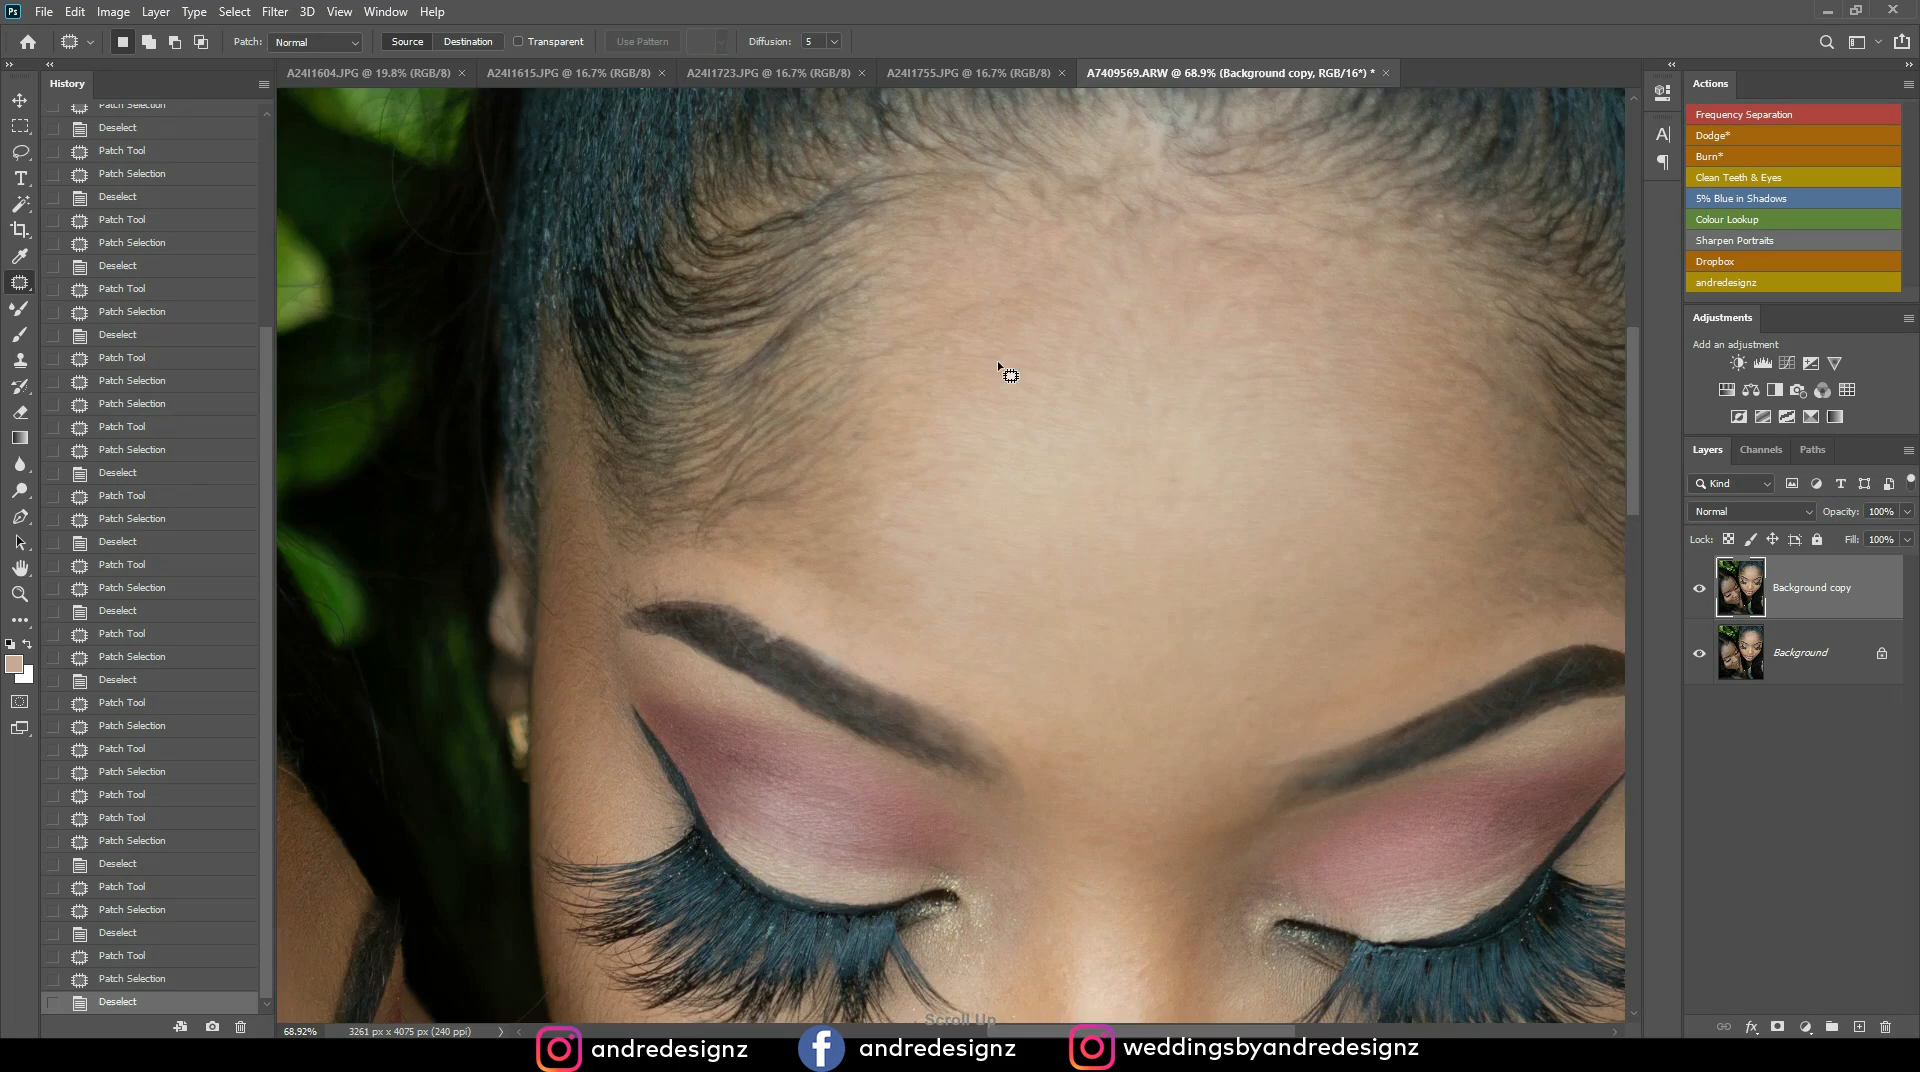 Ps File Edit Image Layer Type Select Filter 3D View Window Help
Patch: Normal Source Destination Transparent Use Pattern Diffusion: 5
A24I1604.JPG @ 19.8% (RGB/8) × A24I1615.JPG @ 16.7% (RGB/8) × A24I1723.JPG @ 16.7% (RGB/8) × A24I1755.JPG @ 16.7% (RGB/8) × A7409569.ARW @ 68.9% (Background copy, RGB/16*) * ×
History
Patch Selection
Deselect
Patch Tool
Patch Selection
Deselect
Patch Tool
Patch Selection
Deselect
Patch Tool
Patch Selection
Deselect
Patch Tool
Patch Selection
Patch Selection
Patch Tool
Patch Selection
Deselect
Patch Tool
Patch Selection
Deselect
Patch Tool
Patch Selection
Deselect
Patch Tool
Patch Selection
Deselect
Patch Tool
Patch Selection
Patch Tool
Patch Selection
Patch Tool
Patch Tool
Patch Selection
Deselect
Patch Tool
Patch Selection
Deselect
Patch Tool
Patch Selection
Deselect
Actions
Frequency Separation
Dodge*
Burn*
Clean Teeth & Eyes
5% Blue in Shadows
Colour Lookup
Sharpen Portraits
Dropbox
andredesignz
Adjustments
Add an adjustment
Layers Channels Paths
Kind
Normal Opacity: 100%
Lock: Fill: 100%
Background copy
Background
68.92% 3261 px x 4075 px (240 ppi)
Scroll Up
andredesignz andredesignz weddingsbyandredesignz